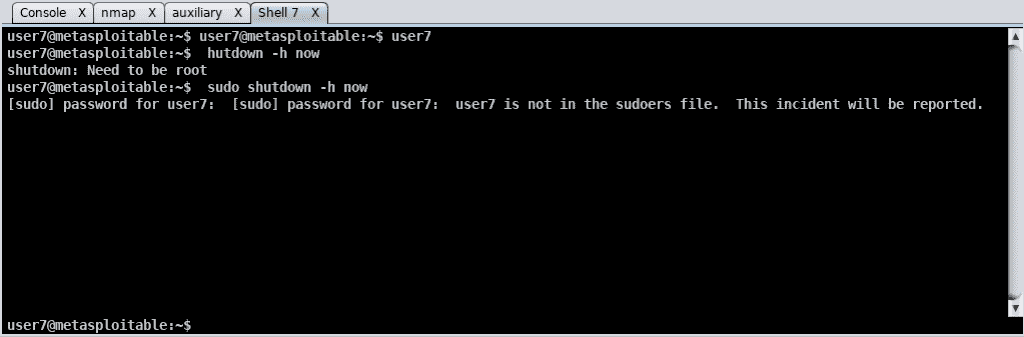 Console X nmap X auxiliary X Shell 7 X
user7@metasploitable:~$ user7@metasploitable:~$ user7
user7@metasploitable:~$  hutdown -h now
shutdown: Need to be root
user7@metasploitable:~$  sudo shutdown -h now
[sudo] password for user7:  [sudo] password for user7:  user7 is not in the sudoers file.  This incident will be reported.
user7@metasploitable:~$